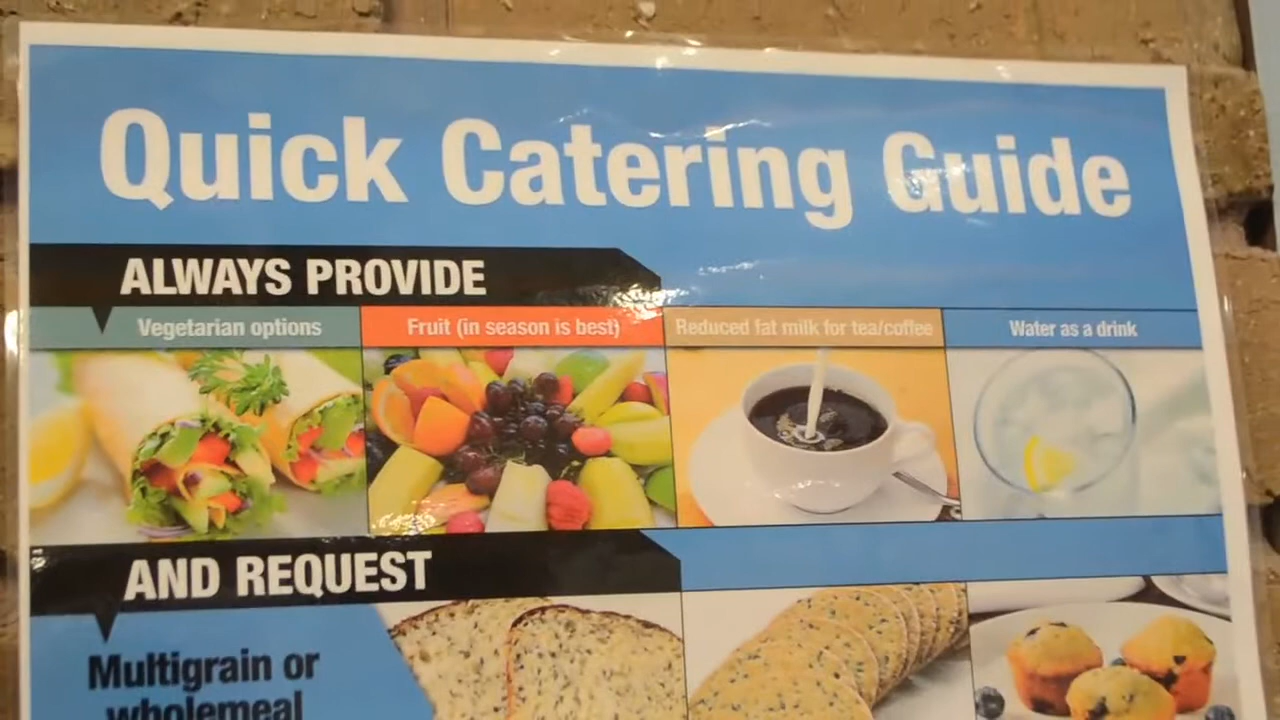 Quick Catering Guide
ALWAYS PROVIDE
Vegetarian options
Fruit (in season is best)
Reduced fat milk for tea/coffee
Water as a drink
AND REQUEST
Multigrain or
wholemeal